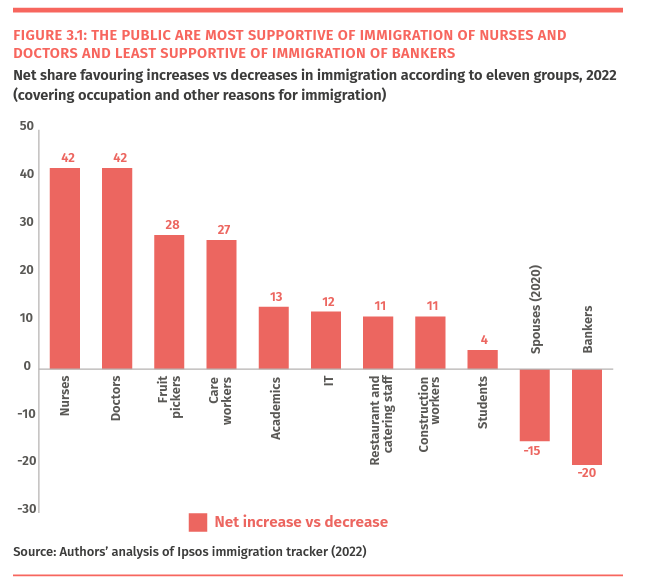 FIGURE 3.1: THE PUBLIC ARE MOST SUPPORTIVE OF IMMIGRATION OF NURSES AND
DOCTORS AND LEAST SUPPORTIVE OF IMMIGRATION OF BANKERS
Net share favouring increases vs decreases in immigration according to eleven groups, 2022
(covering occupation and other reasons for immigration)
50
40
30
20
10
0
-10
-20
-30
42
42
28
27
13
12
11
11
4
-15
-20
Nurses
Doctors
Fruit
pickers
Care
workers
Academics
IT
Restaurant and
catering staff
Construction
workers
Students
Spouses (2020)
Bankers
Net increase vs decrease
Source: Authors’ analysis of Ipsos immigration tracker (2022)